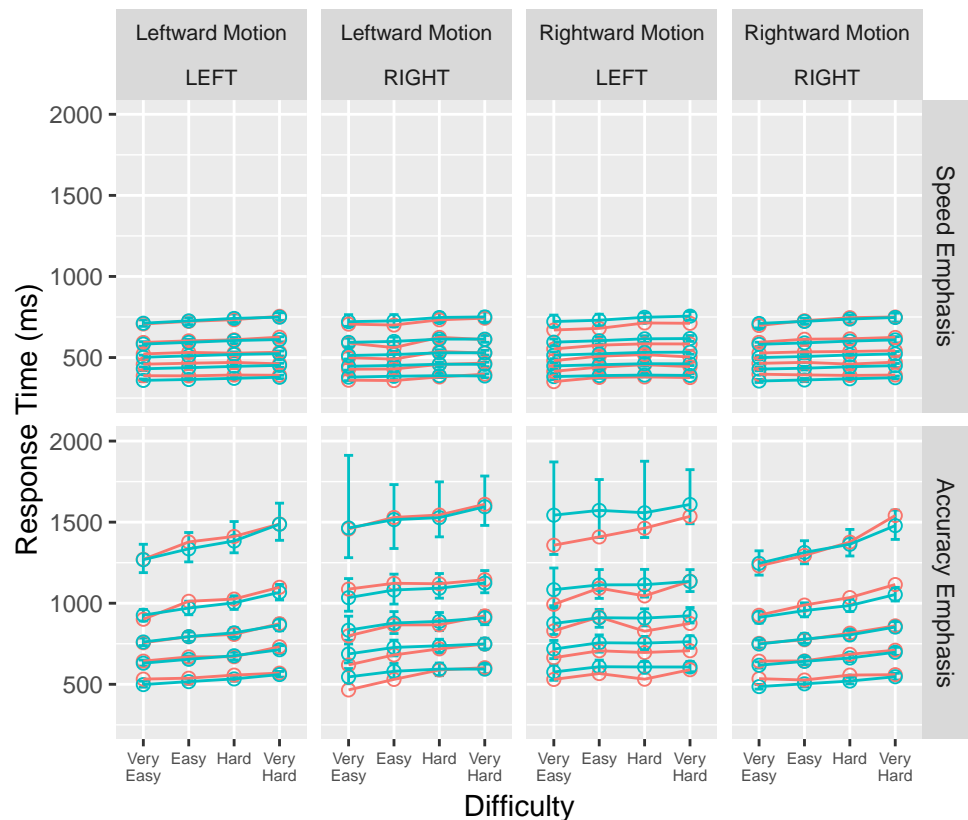 Leftward Motion
LEFT
Leftward Motion
RIGHT
Rightward Motion
LEFT
Rightward Motion
RIGHT
Response Time (ms)
2000
1500
1000
500
Speed Emphasis
2000
1500
1000
500
Accuracy Emphasis
Very Easy Hard Very
Easy Hard
Very Easy Hard Very
Easy Hard
Very Easy Hard Very
Easy Hard
Very Easy Hard Very
Easy Hard
Difficulty